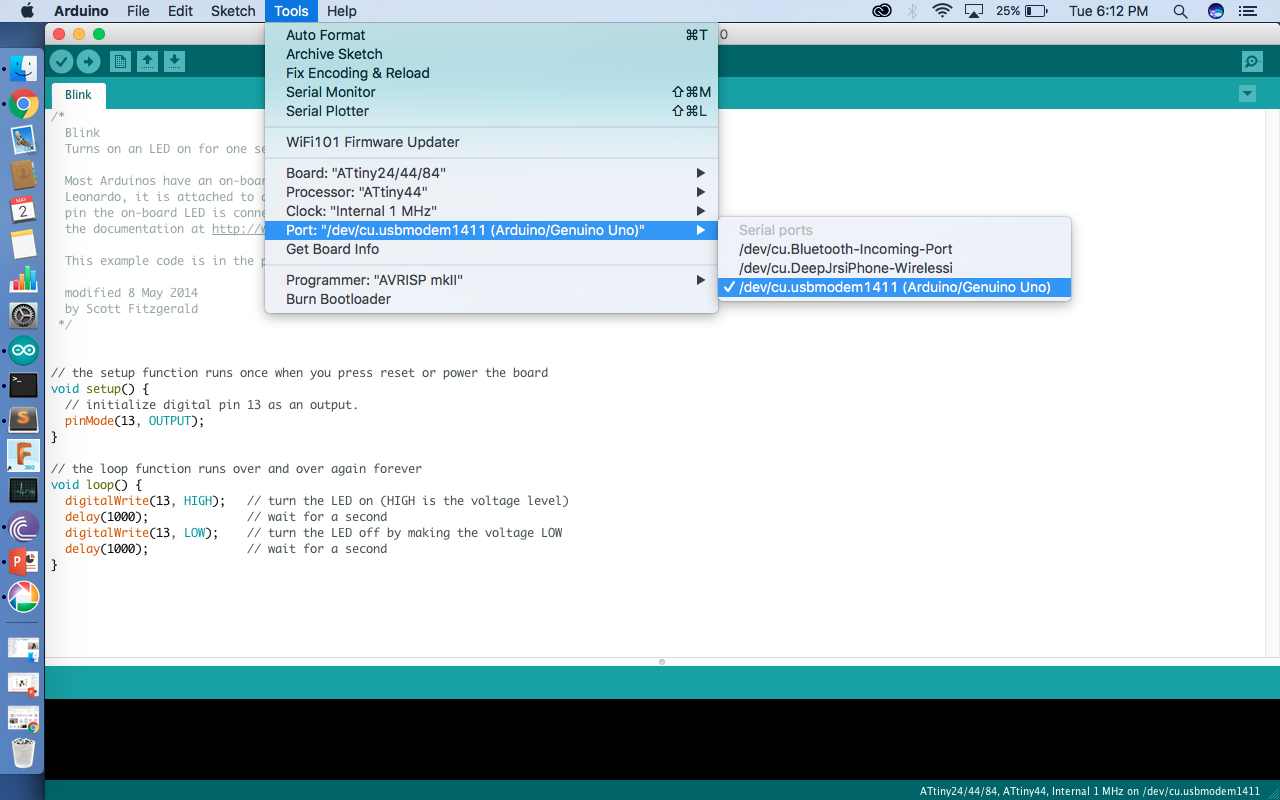 Arduino File Edit Sketch Tools Help 25% Tue 6:12 PM
0
Auto Format ⌘T
Archive Sketch
Fix Encoding & Reload
Serial Monitor ⇧⌘M
Serial Plotter ⇧⌘L
WiFi101 Firmware Updater
Board: "ATtiny24/44/84"
Processor: "ATtiny44"
Clock: "Internal 1 MHz"
Port: "/dev/cu.usbmodem1411 (Arduino/Genuino Uno)"
Get Board Info
Programmer: "AVRISP mkII"
Burn Bootloader
Serial ports
/dev/cu.Bluetooth-Incoming-Port
/dev/cu.DeepJrsiPhone-Wirelessi
✓ /dev/cu.usbmodem1411 (Arduino/Genuino Uno)
Blink
/*
Blink
Turns on an LED on for one se
Most Arduinos have an on-boar
Leonardo, it is attached to
pin the on-board LED is conne
the documentation at http://
This example code is in the p
modified 8 May 2014
by Scott Fitzgerald
*/
// the setup function runs once when you press reset or power the board
void setup() {
// initialize digital pin 13 as an output.
pinMode(13, OUTPUT);
}
// the loop function runs over and over again forever
void loop() {
digitalWrite(13, HIGH); // turn the LED on (HIGH is the voltage level)
delay(1000); // wait for a second
digitalWrite(13, LOW); // turn the LED off by making the voltage LOW
delay(1000); // wait for a second
}
MAY
2
S
F
360
P
ATtiny24/44/84, ATtiny44, Internal 1 MHz on /dev/cu.usbmodem1411